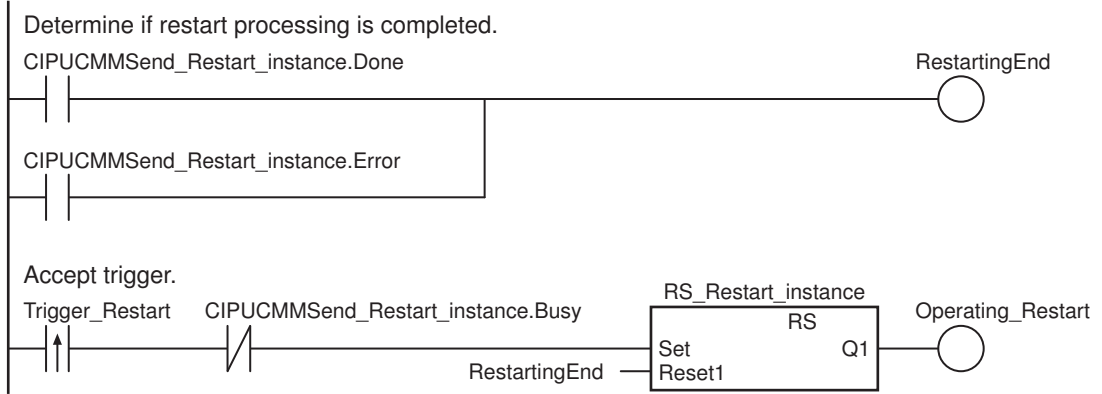 Determine if restart processing is completed.
CIPUCMMSend_Restart_instance.Done RestartingEnd
CIPUCMMSend_Restart_instance.Error
Accept trigger.
RS_Restart_instance
Trigger_Restart CIPUCMMSend_Restart_instance.Busy Operating_Restart
RS
Set Q1
RestartingEnd Reset1